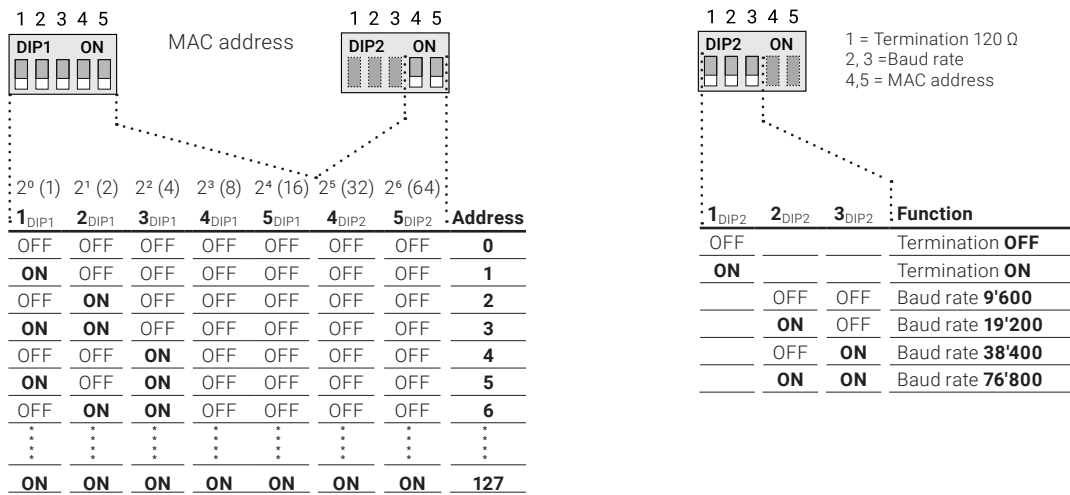 1 2 3 4 5
DIP1 ON
MAC address
1 2 3 4 5
DIP2 ON
2⁰ (1) 2¹ (2) 2² (4) 2³ (8) 2⁴ (16) 2⁵ (32) 2⁶ (64)
1DIP1 2DIP1 3DIP1 4DIP1 5DIP1 4DIP2 5DIP2 Address
OFF OFF OFF OFF OFF OFF OFF 0
ON OFF OFF OFF OFF OFF OFF 1
OFF ON OFF OFF OFF OFF OFF 2
ON ON OFF OFF OFF OFF OFF 3
OFF OFF ON OFF OFF OFF OFF 4
ON OFF ON OFF OFF OFF OFF 5
OFF ON ON OFF OFF OFF OFF 6
* * * * * * * *
* * * * * * * *
* * * * * * * *
* * * * * * * *
ON ON ON ON ON ON ON 127
1 2 3 4 5
DIP2 ON
1 = Termination 120 Ω
2, 3 =Baud rate
4,5 = MAC address
1DIP2 2DIP2 3DIP2 Function
OFF Termination OFF
ON Termination ON
OFF OFF Baud rate 9'600
ON OFF Baud rate 19'200
OFF ON Baud rate 38'400
ON ON Baud rate 76'800